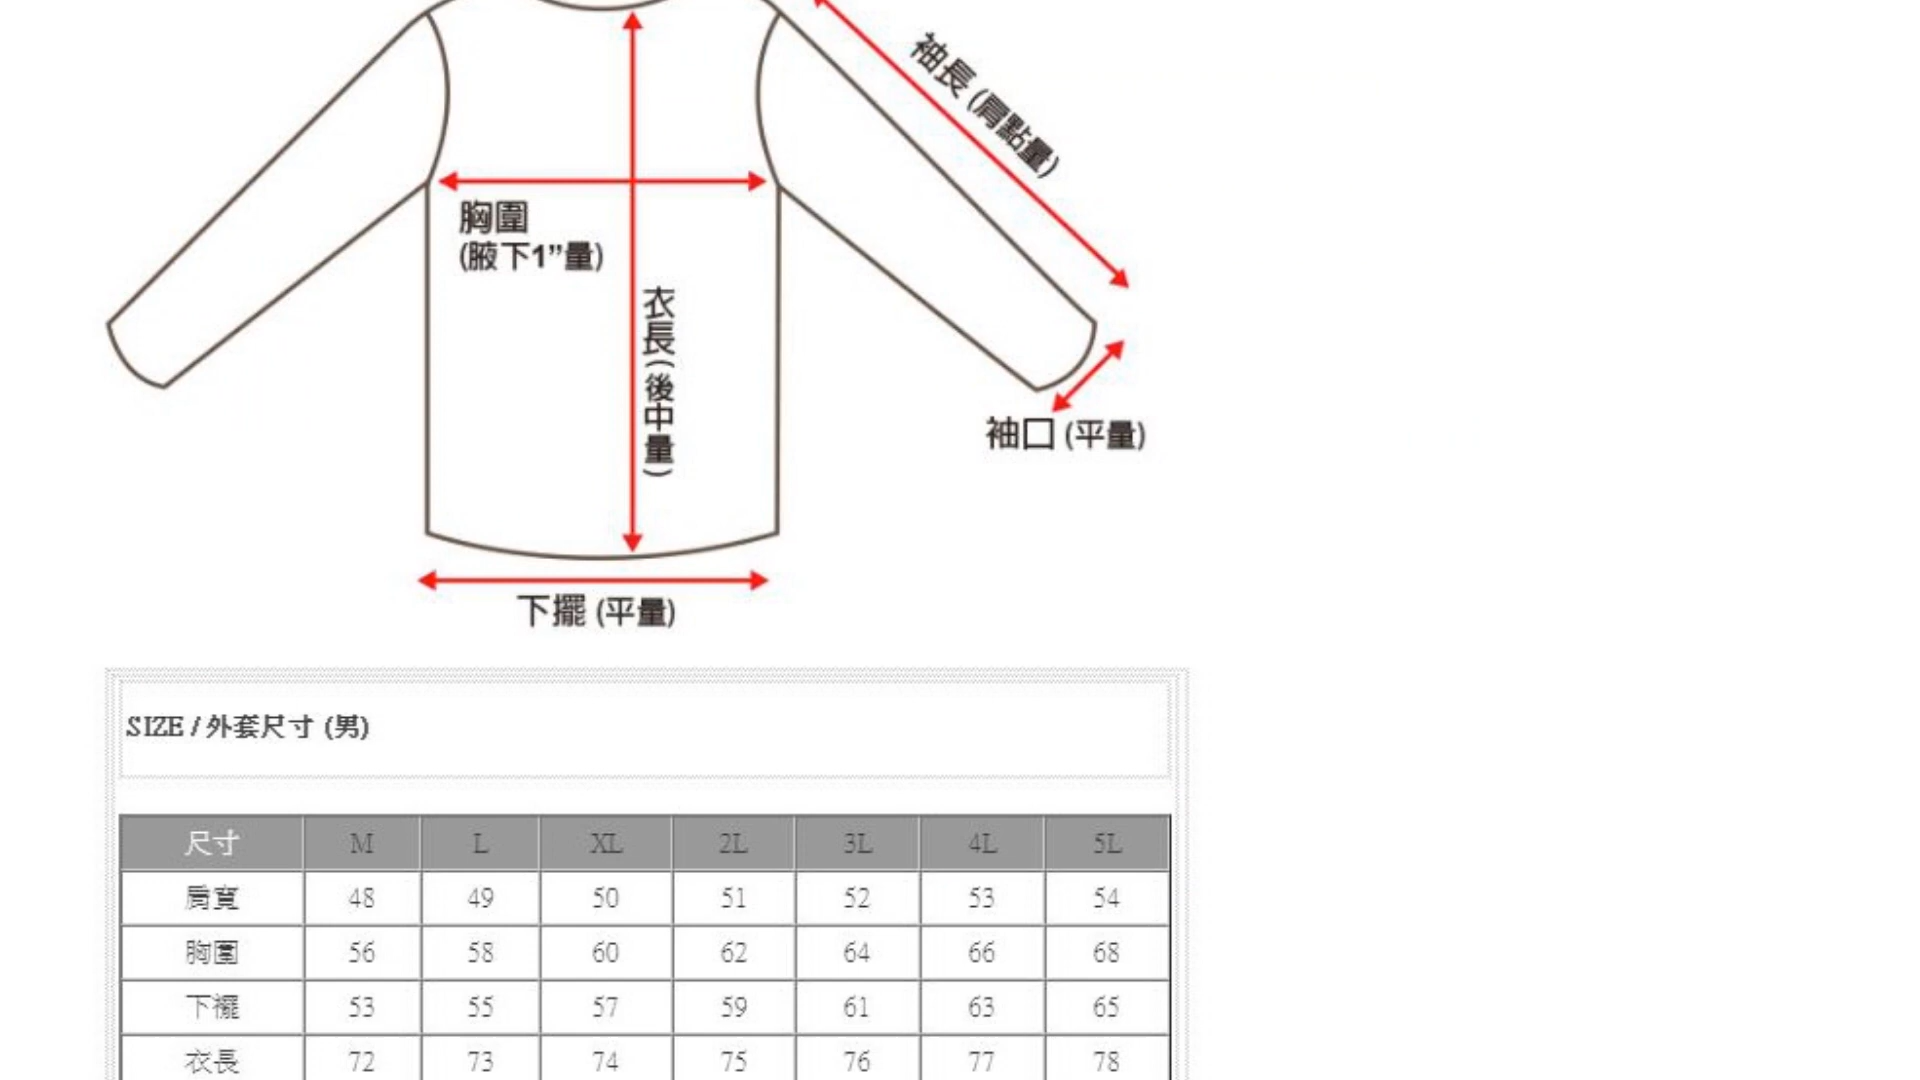 袖長 (肩點量)
胸圍
(腋下1”量)
衣長(後中量)
袖口 (平量)
下擺 (平量)
SIZE / 外套尺寸 (男)
尺寸 M L XL 2L 3L 4L 5L
肩寬 48 49 50 51 52 53 54
胸圍 56 58 60 62 64 66 68
下襬 53 55 57 59 61 63 65
衣長 72 73 74 75 76 77 78